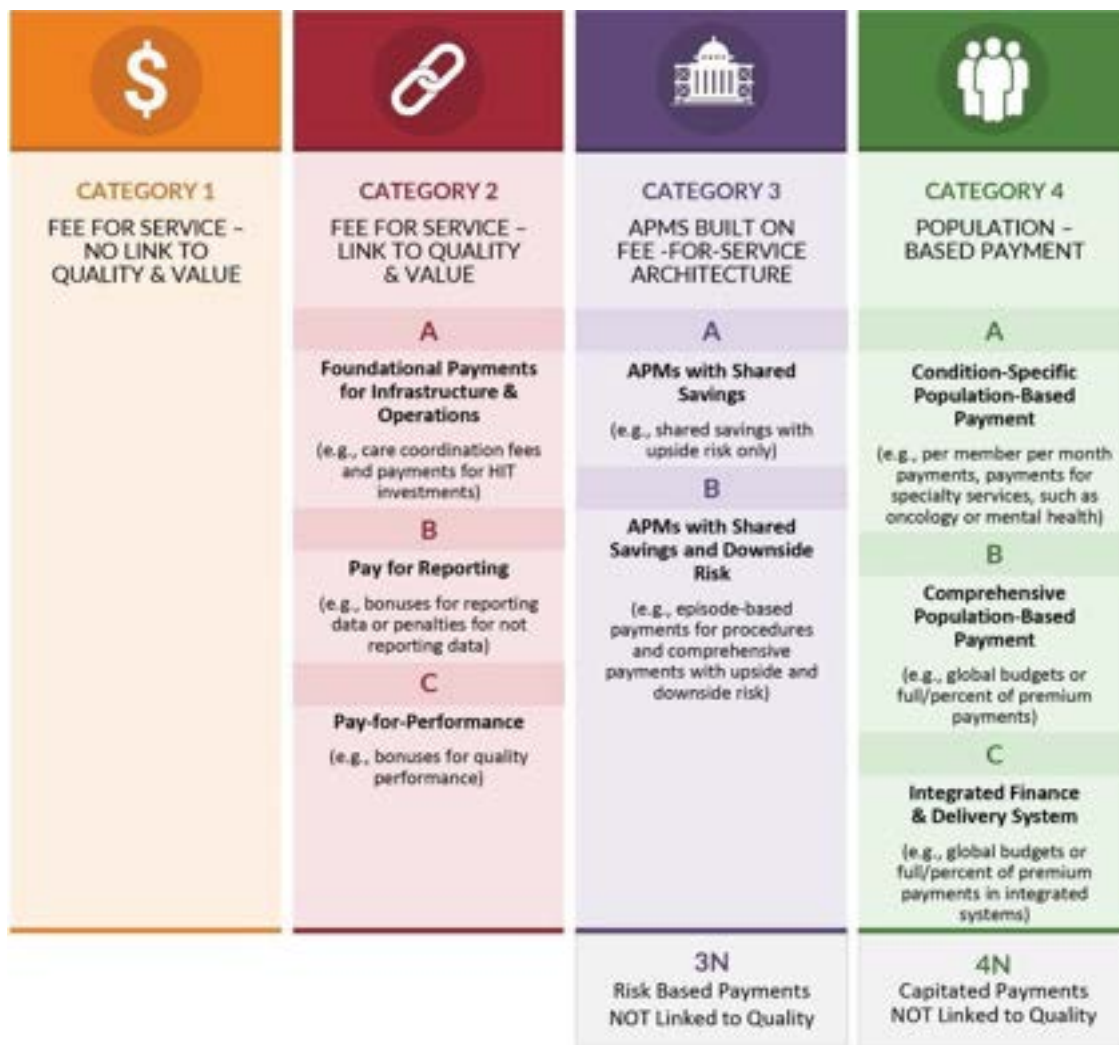 $
CATEGORY 1
FEE FOR SERVICE –
NO LINK TO
QUALITY & VALUE
CATEGORY 2
FEE FOR SERVICE –
LINK TO QUALITY
& VALUE
A
Foundational Payments
for Infrastructure &
Operations
(e.g., care coordination fees
and payments for HIT
investments)
B
Pay for Reporting
(e.g., bonuses for reporting
data or penalties for not
reporting data)
C
Pay-for-Performance
(e.g., bonuses for quality
performance)
CATEGORY 3
APMS BUILT ON
FEE -FOR-SERVICE
ARCHITECTURE
A
APMs with Shared
Savings
(e.g., shared savings with
upside risk only)
B
APMs with Shared
Savings and Downside
Risk
(e.g., episode-based
payments for procedures
and comprehensive
payments with upside and
downside risk)
3N
Risk Based Payments
NOT Linked to Quality
CATEGORY 4
POPULATION –
BASED PAYMENT
A
Condition-Specific
Population-Based
Payment
(e.g., per member per month
payments, payments for
specialty services, such as
oncology or mental health)
B
Comprehensive
Population-Based
Payment
(e.g., global budgets or
full/percent of premium
payments)
C
Integrated Finance
& Delivery System
(e.g., global budgets or
full/percent of premium
payments in integrated
systems)
4N
Capitated Payments
NOT Linked to Quality